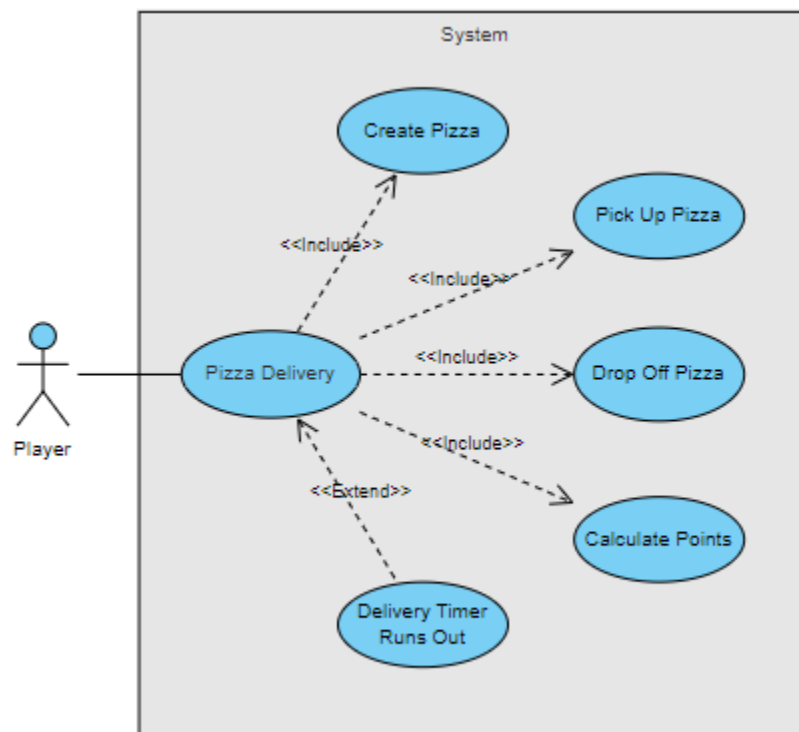 System
Create Pizza
Pick Up Pizza
<<Include>>
<<Include>>
<<Include>>
Pizza Delivery
Drop Off Pizza
Player
<<Include>>
<<Extend>>
Calculate Points
Delivery Timer
Runs Out